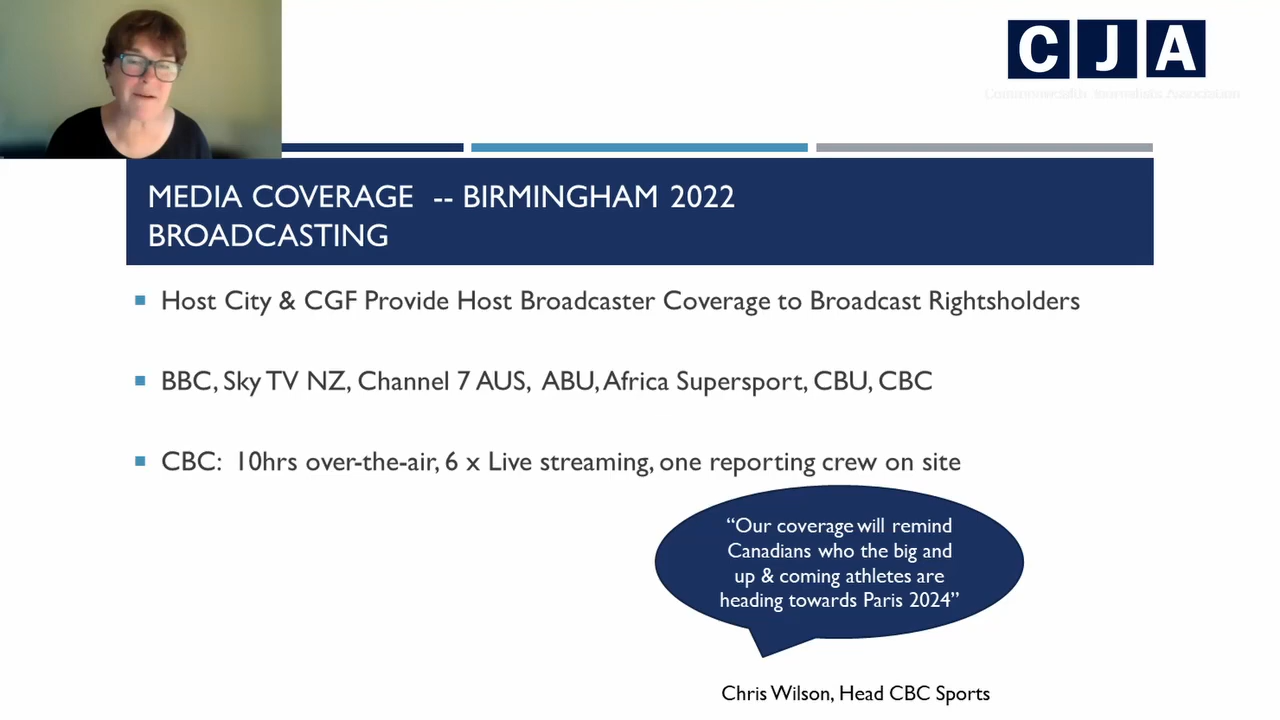 CJA
Commonwealth Journalists Association
MEDIA COVERAGE -- BIRMINGHAM 2022
BROADCASTING
Host City & CGF Provide Host Broadcaster Coverage to Broadcast Rightsholders
BBC, Sky TV NZ, Channel 7 AUS, ABU, Africa Supersport, CBU, CBC
CBC: 10hrs over-the-air, 6 x Live streaming, one reporting crew on site
“Our coverage will remind
Canadians who the big and
up & coming athletes are
heading towards Paris 2024”
Chris Wilson, Head CBC Sports